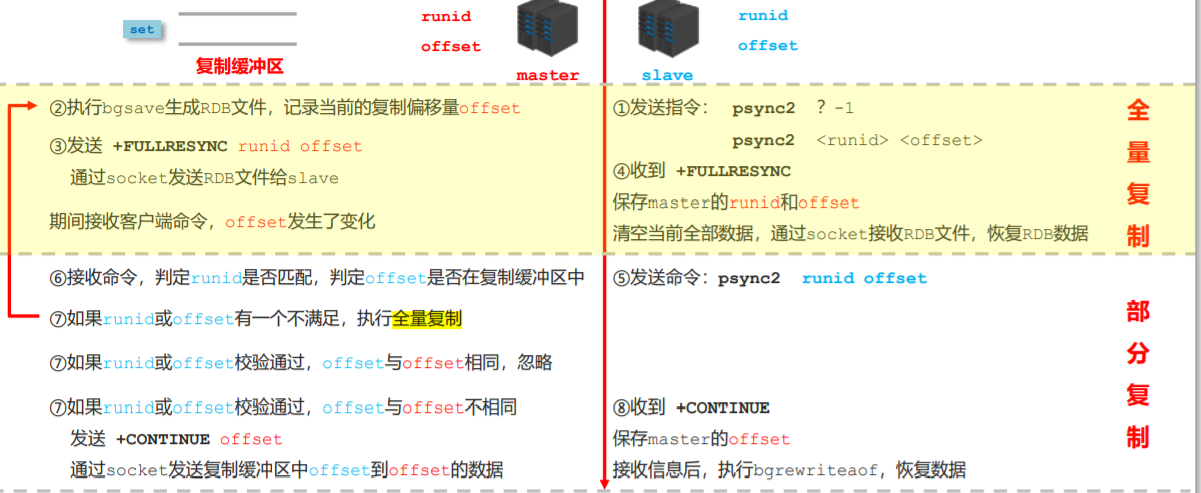 set
复制缓冲区
runid
offset
master
runid
offset
slave
②执行bgsave生成RDB文件，记录当前的复制偏移量offset
③发送 +FULLRESYNC runid offset
通过socket发送RDB文件给slave
期间接收客户端命令，offset发生了变化
①发送指令： psync2 ？-1
psync2 <runid> <offset>
④收到 +FULLRESYNC
保存master的runid和offset
清空当前全部数据，通过socket接收RDB文件，恢复RDB数据
全
量
复
制
⑥接收命令，判定runid是否匹配，判定offset是否在复制缓冲区中
⑦如果runid或offset有一个不满足，执行全量复制
⑦如果runid或offset校验通过，offset与offset相同，忽略
⑦如果runid或offset校验通过，offset与offset不相同
发送 +CONTINUE offset
通过socket发送复制缓冲区中offset到offset的数据
⑤发送命令：psync2 runid offset
⑧收到 +CONTINUE
保存master的offset
接收信息后，执行bgrewriteaof，恢复数据
部
分
复
制